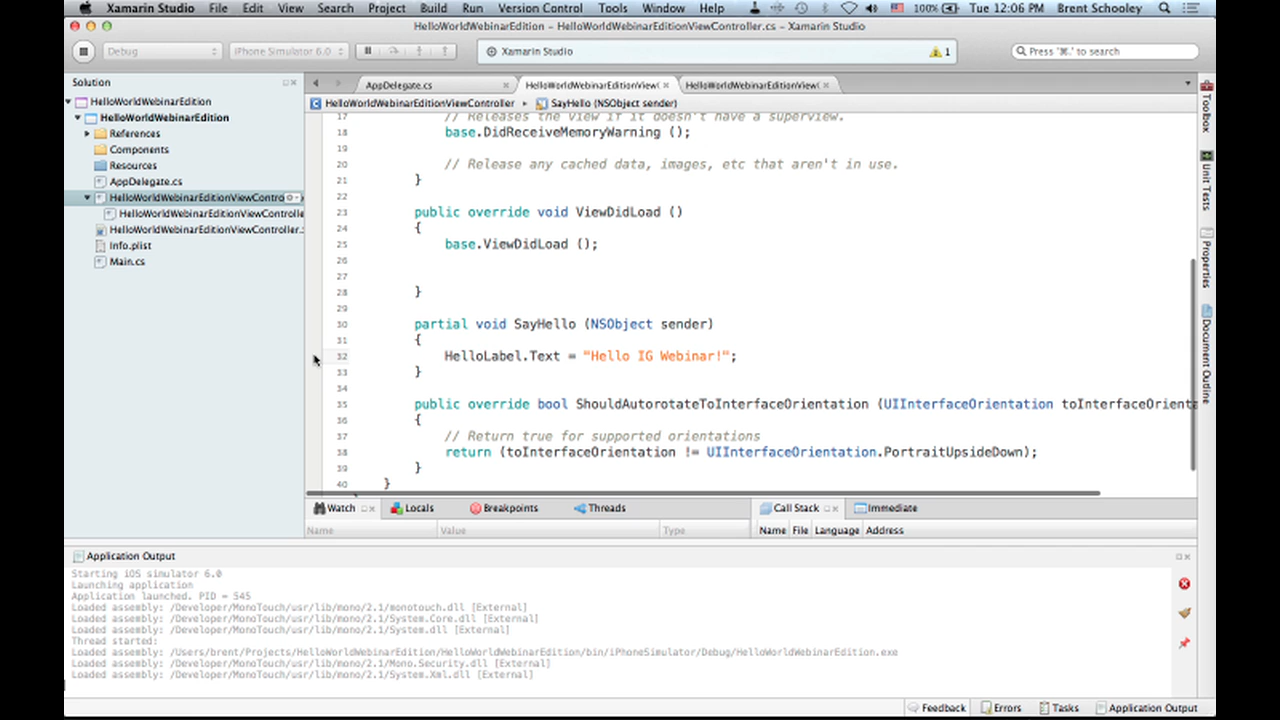 Xamarin Studio File Edit View Search Project Build Run Version Control Tools Window Help 100% Tue 12:06 PM Brent Schooley
HelloWorldWebinarEdition – HelloWorldWebinarEditionViewController.cs – Xamarin Studio
Debug iPhone Simulator 6.0 Xamarin Studio 1 Press '⌘.' to search
Solution
HelloWorldWebinarEdition
HelloWorldWebinarEdition
References
Components
Resources
AppDelegate.cs
HelloWorldWebinarEditionViewContro
HelloWorldWebinarEditionViewControlle
HelloWorldWebinarEditionViewController.
Info.plist
Main.cs
AppDelegate.cs HelloWorldWebinarEditionView( HelloWorldWebinarEditionView(
HelloWorldWebinarEditionViewController SayHello (NSObject sender)
17 // Releases the view if it doesn't have a superview.
18 base.DidReceiveMemoryWarning ();
19
20 // Release any cached data, images, etc that aren't in use.
21 }
22
23 public override void ViewDidLoad ()
24 {
25 base.ViewDidLoad ();
26
27
28 }
29
30 partial void SayHello (NSObject sender)
31 {
32 HelloLabel.Text = "Hello IG Webinar!";
33 }
34
35 public override bool ShouldAutorotateToInterfaceOrientation (UIInterfaceOrientation toInterfaceOrient
36 {
37 // Return true for supported orientations
38 return (toInterfaceOrientation != UIInterfaceOrientation.PortraitUpsideDown);
39 }
40 }
Toolbox
Unit Tests
Properties
Document Outline
Watch Locals Breakpoints Threads Call Stack Immediate
Name Value Type Name File Language Address
Application Output
Starting iOS simulator 6.0
Launching application
Application launched. PID = 545
Loaded assembly: /Developer/MonoTouch/usr/lib/mono/2.1/monotouch.dll [External]
Loaded assembly: /Developer/MonoTouch/usr/lib/mono/2.1/System.Core.dll [External]
Loaded assembly: /Developer/MonoTouch/usr/lib/mono/2.1/System.dll [External]
Thread started:
Loaded assembly: /Users/brent/Projects/HelloWorldWebinarEdition/HelloWorldWebinarEdition/bin/iPhoneSimulator/Debug/HelloWorldWebinarEdition.exe
Loaded assembly: /Developer/MonoTouch/usr/lib/mono/2.1/Mono.Security.dll [External]
Loaded assembly: /Developer/MonoTouch/usr/lib/mono/2.1/System.Xml.dll [External]
Feedback Errors Tasks Application Output